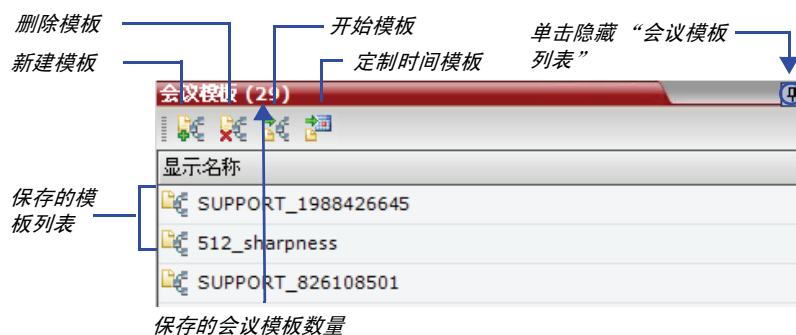 删除模板
开始模板
单击隐藏 “会议模板
列表”
新建模板
定制时间模板
会议模板 (29)
显示名称
保存的模
板列表
SUPPORT_1988426645
512_sharpness
SUPPORT_826108501
保存的会议模板数量